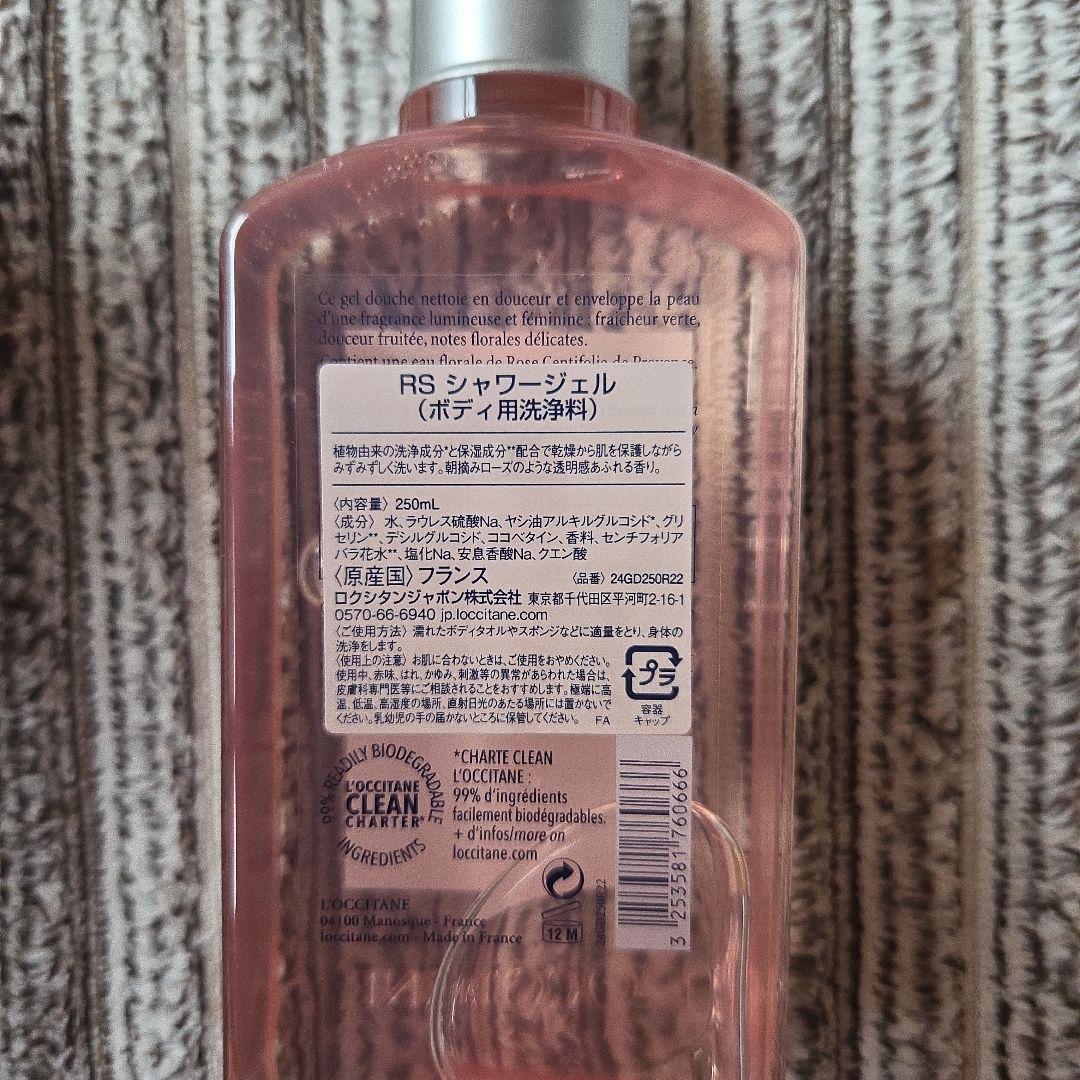 Ce gel douche nettoie en douceur et enveloppe la peau
d'une fragrance lumineuse et féminine : fraîcheur verte,
douceur fruitée, notes florales délicates.
Contient une eau florale de Rose Centifolia de Provence.
RS シャワージェル
(ボディ用洗浄料)
植物由来の洗浄成分*と保湿成分**配合で乾燥から肌を保護しながら
みずみずしく洗います。朝摘みローズのような透明感あふれる香り。
〈内容量〉 250mL
〈成分〉 水、ラウレス硫酸Na、ヤシ油アルキルグルコシド*、グリ
セリン**、デシルグルコシド、ココベタイン、香料、センチフォリア
バラ花水**、塩化Na、安息香酸Na、クエン酸
〈原産国〉フランス 〈品番〉 24GD250R22
ロクシタンジャポン株式会社 東京都千代田区平河町2-16-1
0570-66-6940 jp.loccitane.com
〈ご使用方法〉 濡れたボディタオルやスポンジなどに適量をとり、身体の
洗浄をします。
〈使用上の注意〉 お肌に合わないときは、ご使用をおやめください。
使用中、赤味、はれ、かゆみ、刺激等の異常があらわれた場合は、
皮膚科専門医等にご相談されることをおすすめします。極端に高
温、低温、高湿度の場所、直射日光のあたる場所には置かないで
ください。乳幼児の手の届かないところに保管してください。 FA
プラ
容器
キャップ
99% READILY BIODEGRADABLE
L'OCCITANE
CLEAN
CHARTER*
INGREDIENTS
*CHARTE CLEAN
L'OCCITANE :
99% d'ingrédients
facilement biodégradables.
+ d'infos/more on
loccitane.com
12 M
24GD250R22
3 253581 760666
L'OCCITANE
04100 Manosque - France
loccitane.com - Made in France